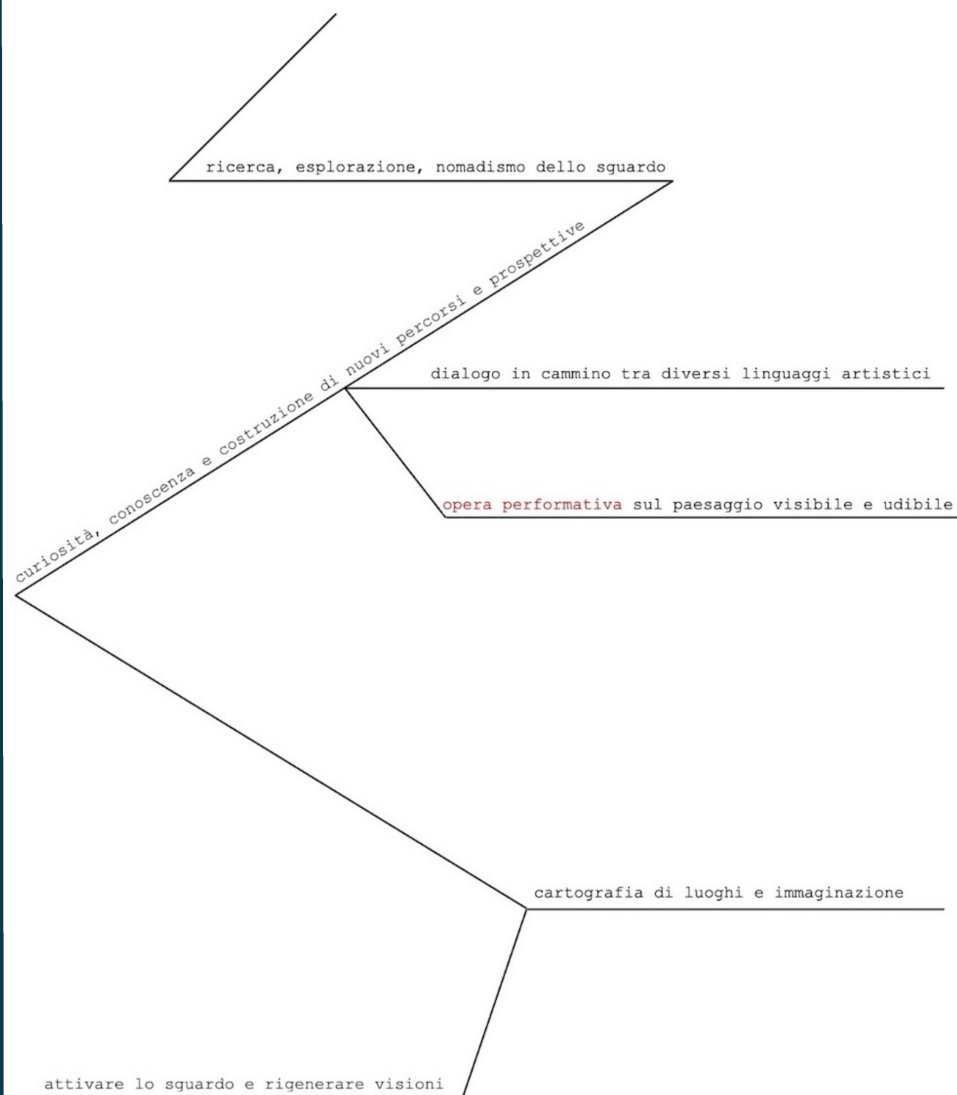 ricerca, esplorazione, nomadismo dello sguardo
curiosità, conoscenza e costruzione di nuovi percorsi e prospettive
dialogo in cammino tra diversi linguaggi artistici
opera performativa sul paesaggio visibile e udibile
cartografia di luoghi e immaginazione
attivare lo sguardo e rigenerare visioni